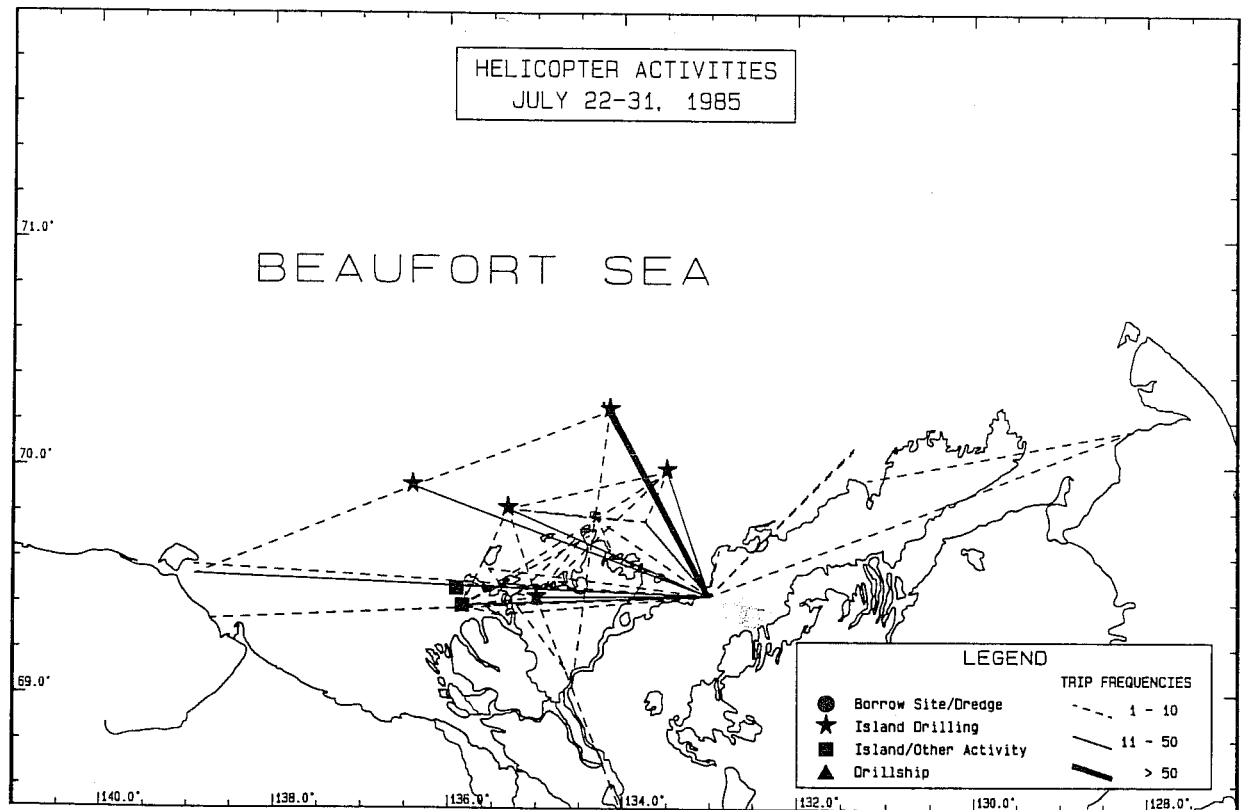 HELICOPTER ACTIVITIES
JULY 22-31, 1985
71.0°
BEAUFORT SEA
70.0°
69.0°
LEGEND
TRIP FREQUENCIES
Borrow Site/Dredge
1 - 10
Island Drilling
11 - 50
Island/Other Activity
> 50
Drillship
140.0°
138.0°
136.0°
134.0°
132.0°
130.0°
128.0°